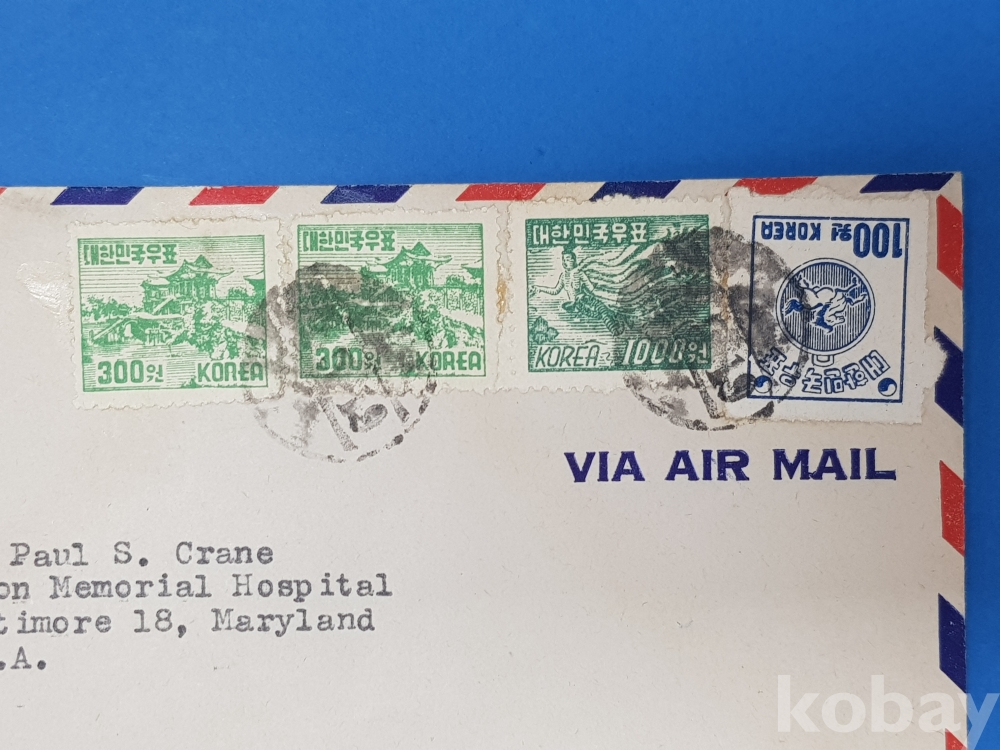 대한민국우표
300원 KOREA
대한민국우표
300원 KOREA
대한민국우표
KOREA 1000원
100원 KOREA
대한민국우표
VIA AIR MAIL
Paul S. Crane
on Memorial Hospital
timore 18, Maryland
.A.
kobay